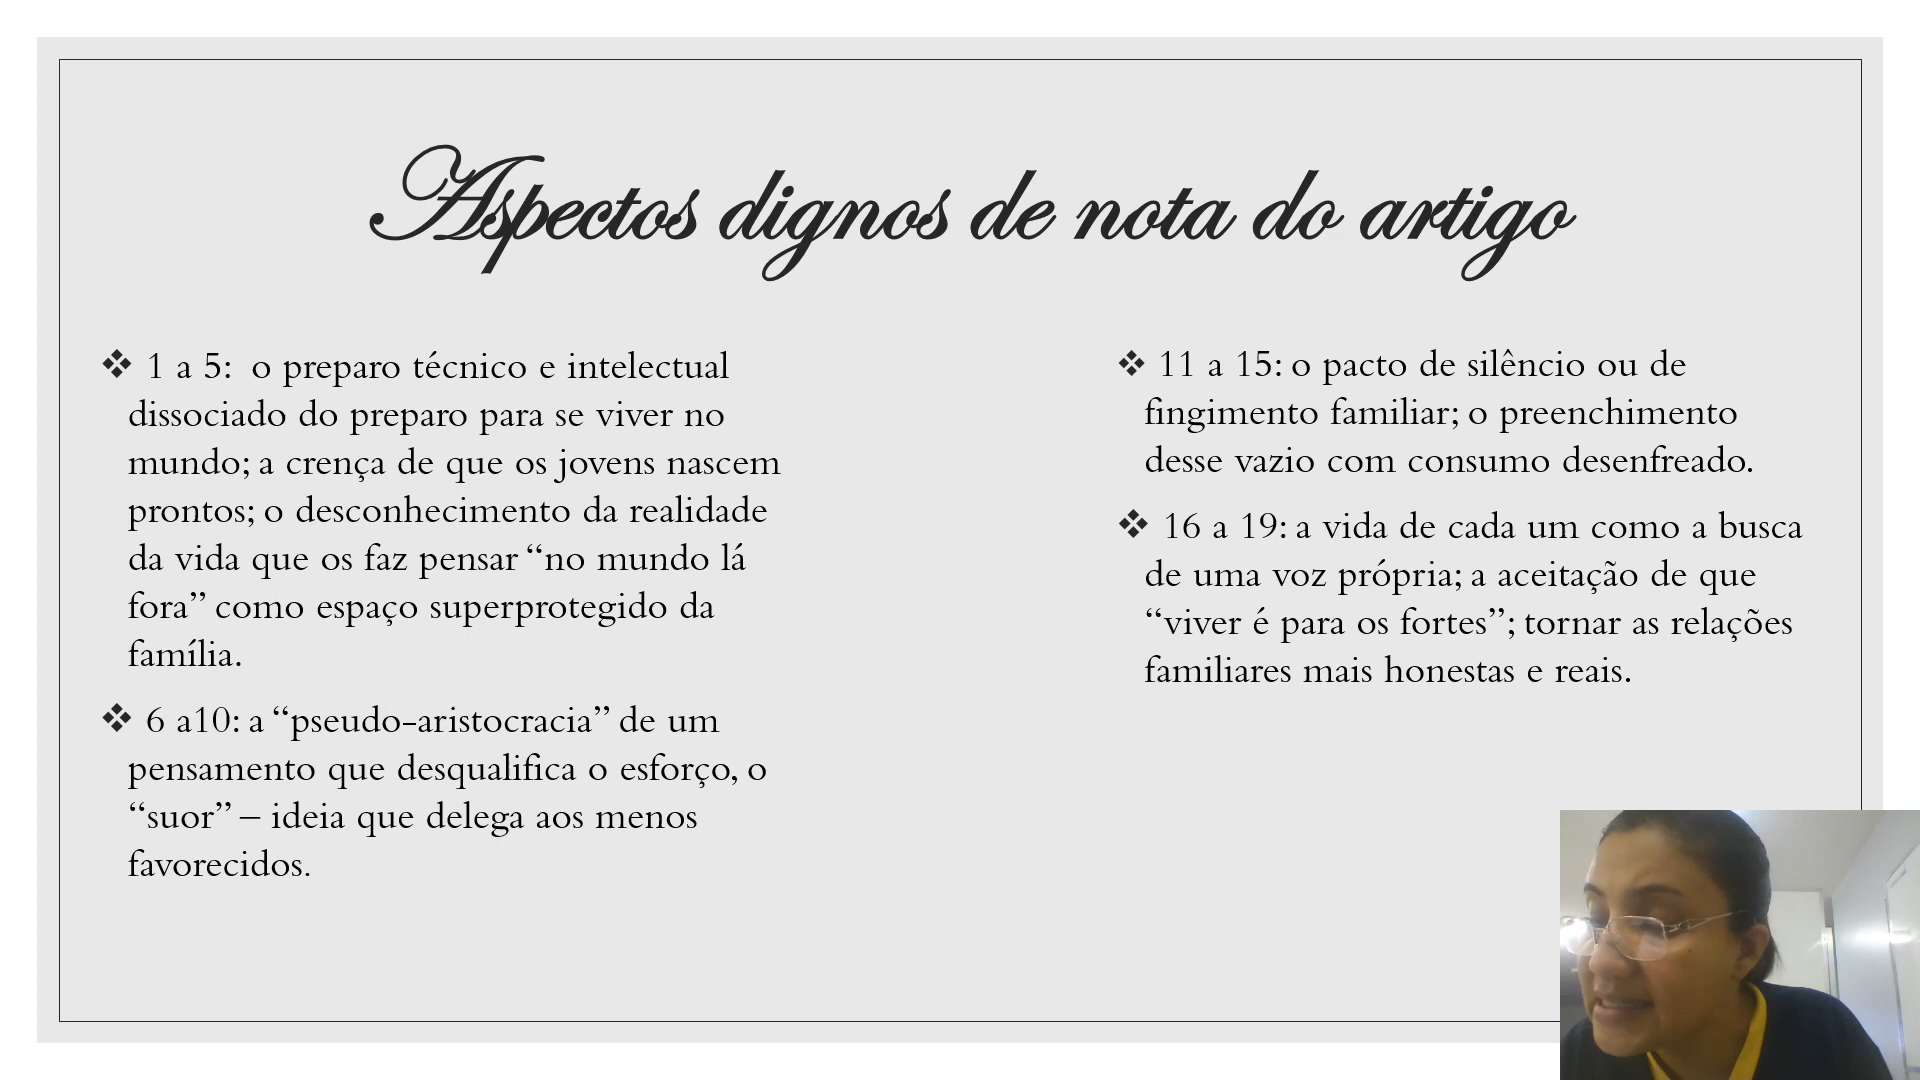 Aspectos dignos de nota do artigo
❖ 1 a 5:  o preparo técnico e intelectual
dissociado do preparo para se viver no
mundo; a crença de que os jovens nascem
prontos; o desconhecimento da realidade
da vida que os faz pensar “no mundo lá
fora” como espaço superprotegido da
família.
❖ 6 a10: a “pseudo-aristocracia” de um
pensamento que desqualifica o esforço, o
“suor” – ideia que delega aos menos
favorecidos.
❖ 11 a 15: o pacto de silêncio ou de
fingimento familiar; o preenchimento
desse vazio com consumo desenfreado.
❖ 16 a 19: a vida de cada um como a busca
de uma voz própria; a aceitação de que
“viver é para os fortes”; tornar as relações
familiares mais honestas e reais.